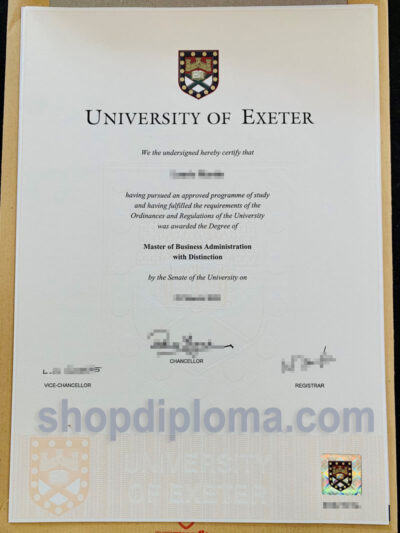 UNIVERSITY OF EXETER
We the undersigned hereby certify that
having pursued an approved programme of study
and having fulfilled the requirements of the
Ordinances and Regulations of the University
was awarded the Degree of
Master of Business Administration
with Distinction
by the Senate of the University on
CHANCELLOR
VICE-CHANCELLOR
REGISTRAR
shopdiploma.com
UNIVERSITY
OF EXETER